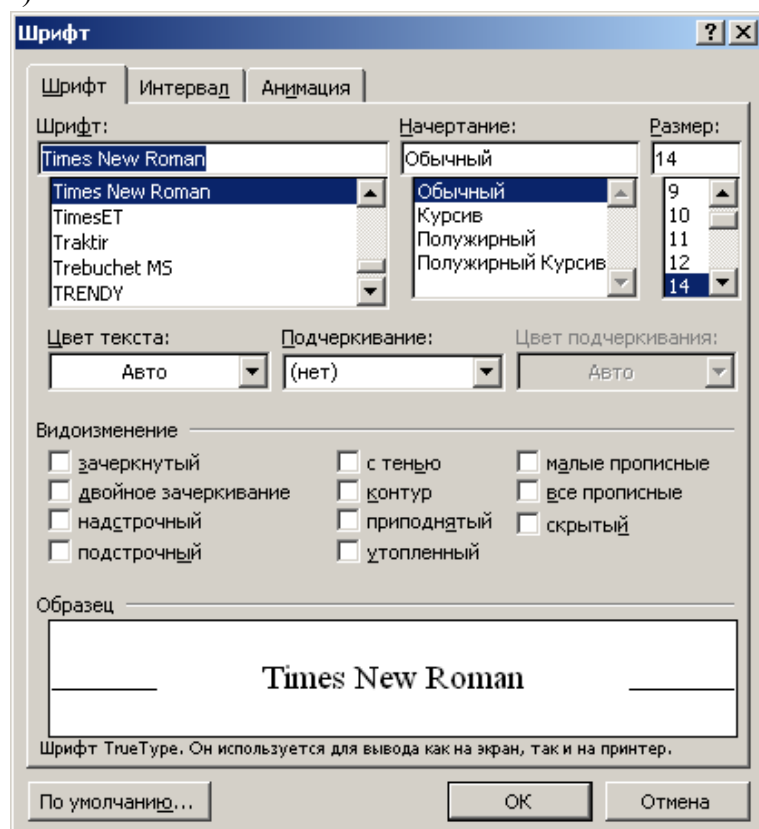 )
Шрифт ? X
Шрифт Интервал Анимация
Шрифт: Начертание: Размер:
Times New Roman Обычный 14
Times New Roman Обычный 9
TimesET Курсив 10
Traktir Полужирный 11
Trebuchet MS Полужирный Курсив 12
TRENDY 14
Цвет текста: Подчеркивание: Цвет подчеркивания:
Авто (нет) Авто
Видоизменение
зачеркнутый с тенью малые прописные
двойное зачеркивание контур все прописные
надстрочный приподнятый скрытый
подстрочный утопленный
Образец
Times New Roman
Шрифт TrueType. Он используется для вывода как на экран, так и на принтер.
По умолчанию... ОК Отмена